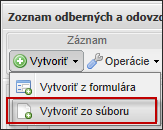 Zoznam odberných a odovzd
Záznam
Vytvoriť Operácie
Vytvoriť z formulára
Vytvoriť zo súboru